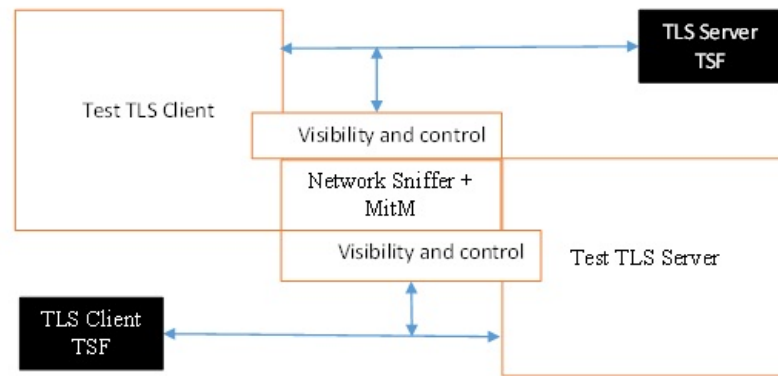 TLS Server
TSF
Test TLS Client
Visibility and control
Network Sniffer +
MitM
Visibility and control
Test TLS Server
TLS Client
TSF